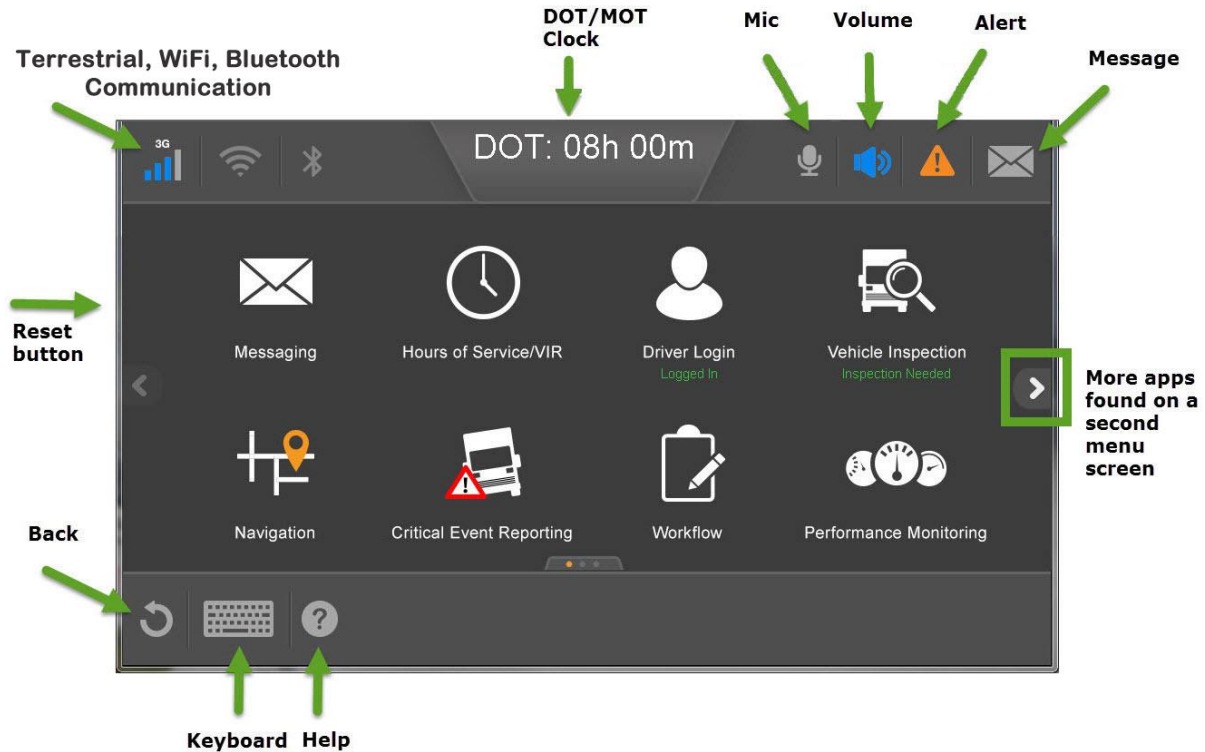 DOT/MOT
Clock
Mic
Volume
Alert
Message
Terrestrial, WiFi, Bluetooth
Communication
3G
DOT: 08h 00m
Reset
button
Messaging
Hours of Service/VIR
Driver Login
Logged In
Vehicle Inspection
Inspection Needed
More apps
found on a
second
menu
screen
Navigation
Critical Event Reporting
Workflow
Performance Monitoring
Back
?
Keyboard
Help